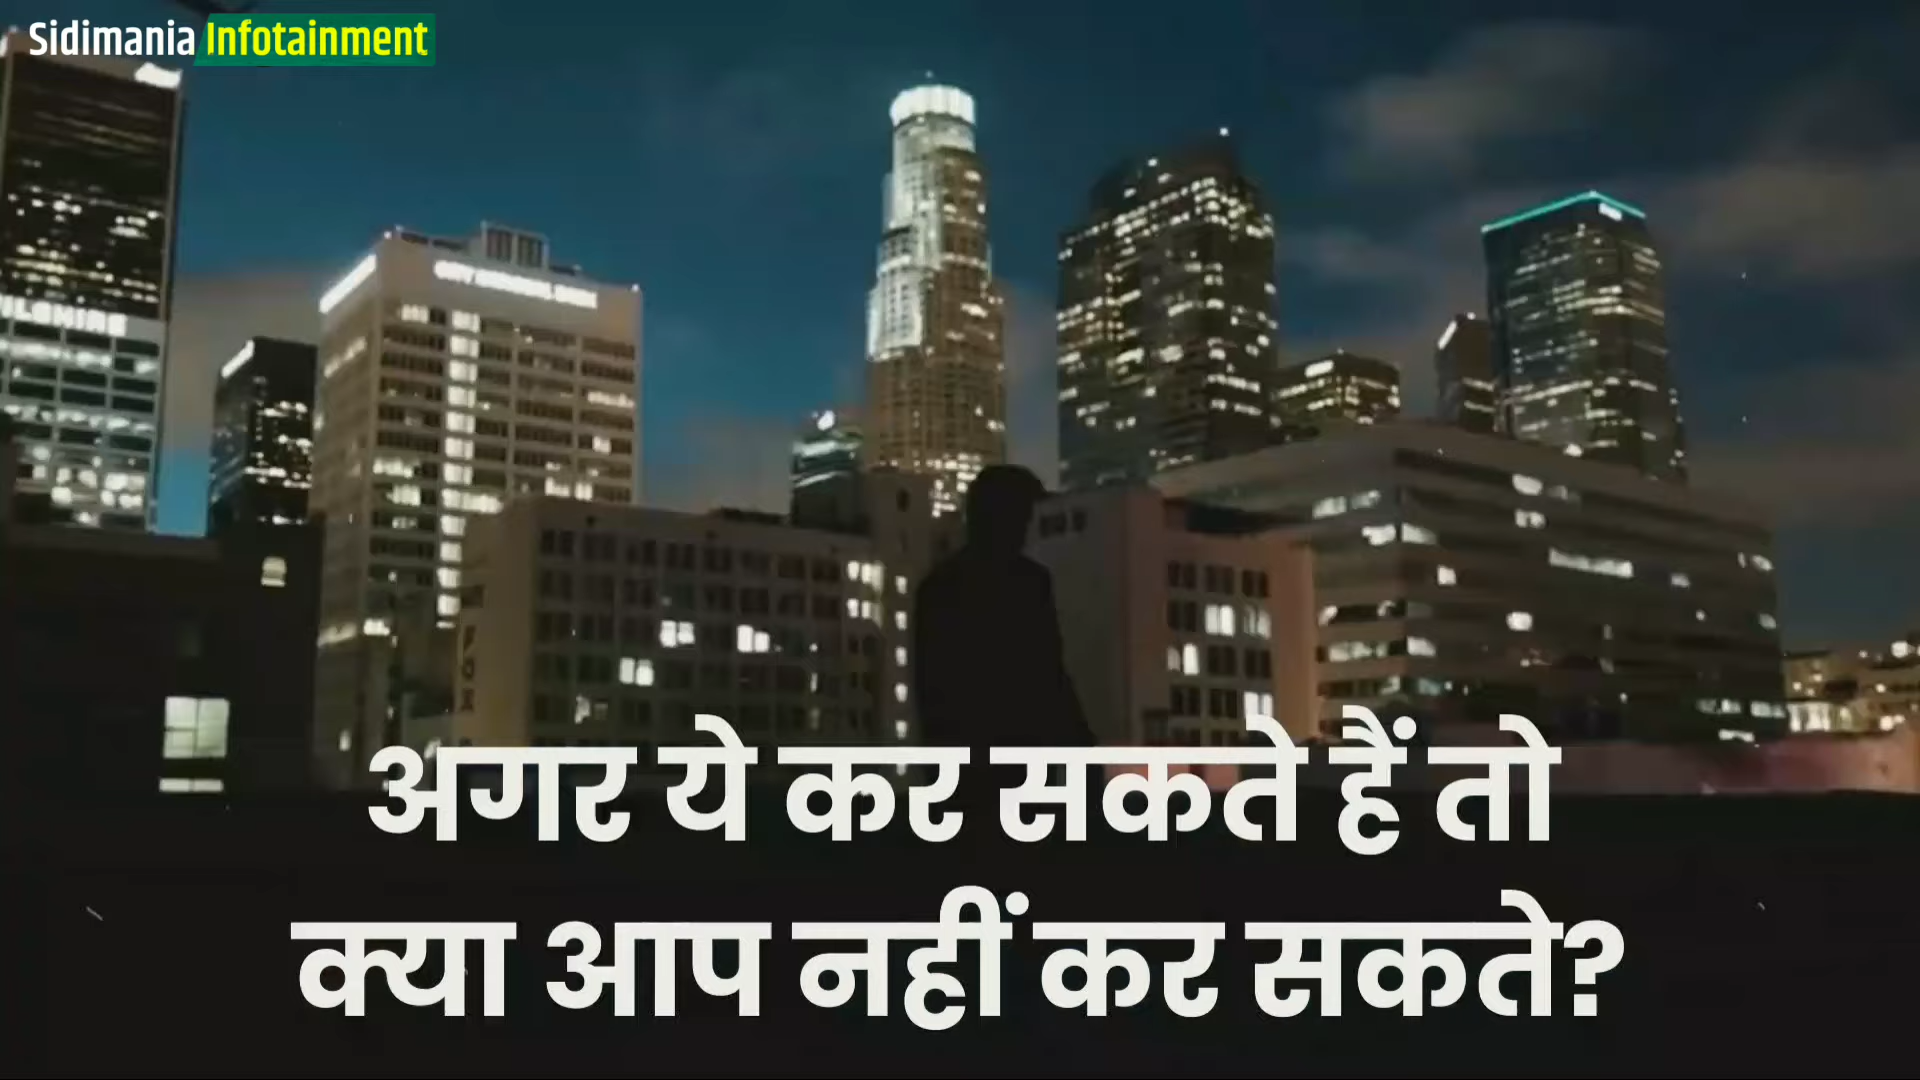 Sidimania Infotainment
अगर ये कर सकते हैं तो
क्या आप नहीं कर सकते?